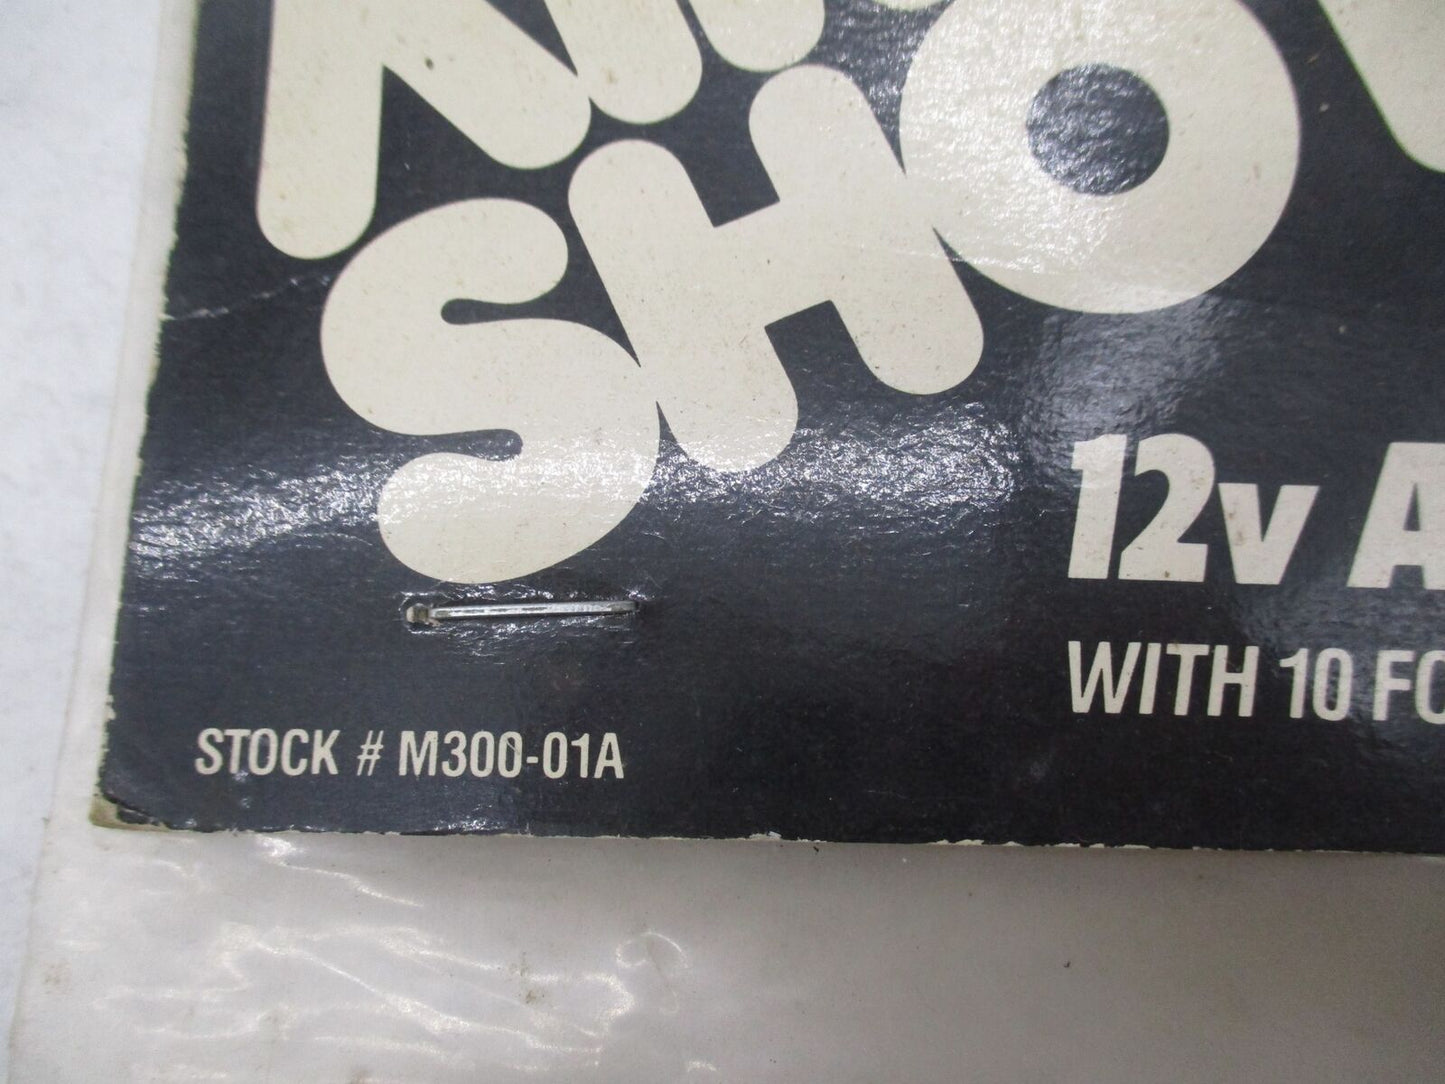 SHO
12v A
WITH 10 FO
STOCK # M300-01A